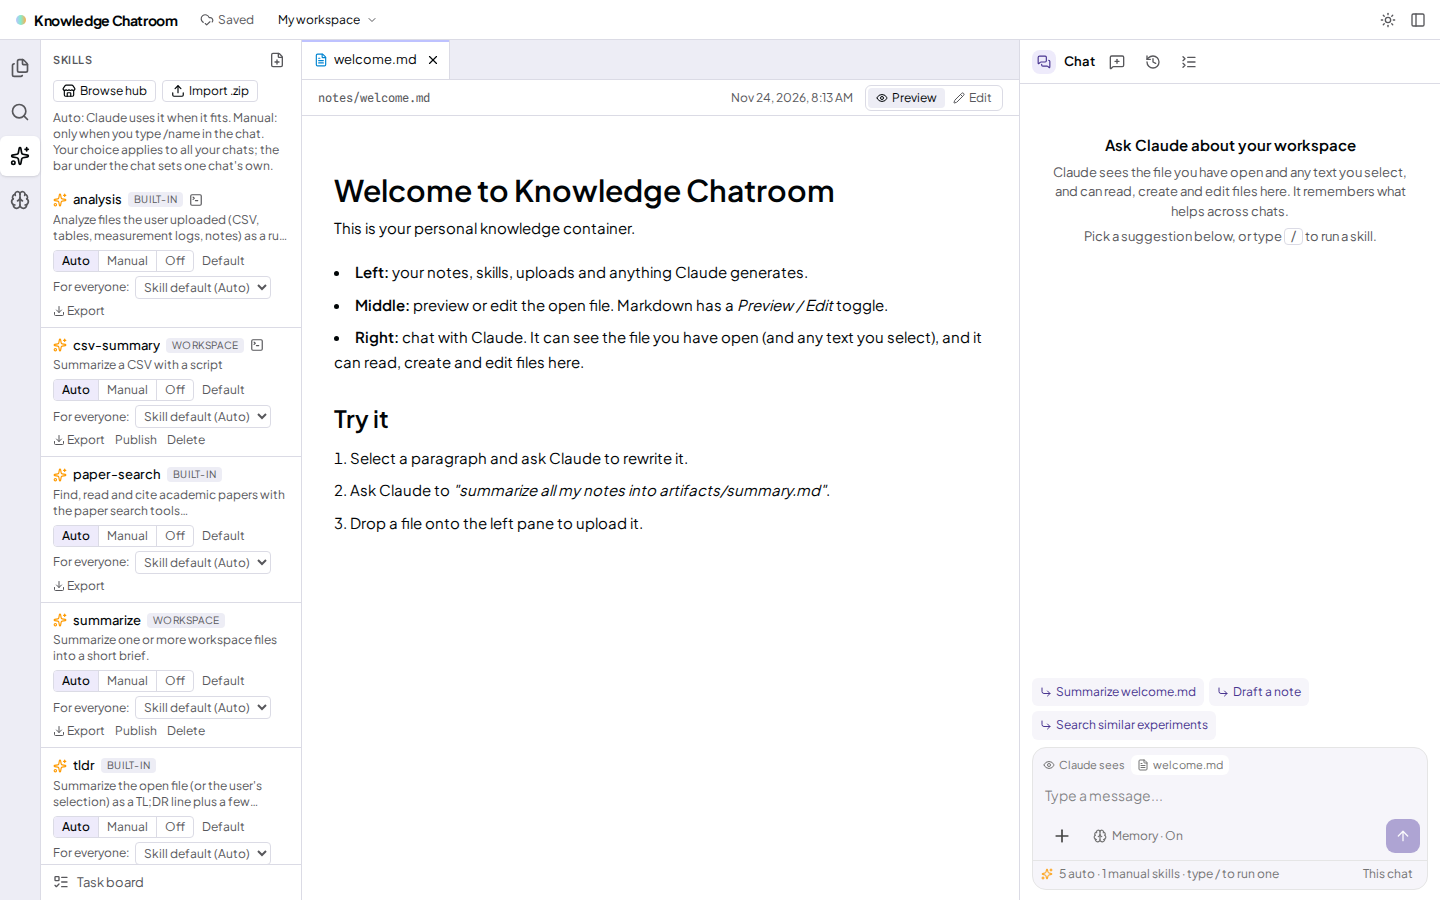 Knowledge Chatroom
Saved
My workspace
SKILLS
Browse hub
Import .zip
Auto: Claude uses it when it fits. Manual:
only when you type /name in the chat.
Your choice applies to all your chats; the
bar under the chat sets one chat's own.
analysis BUILT-IN
Analyze files the user uploaded (CSV,
tables, measurement logs, notes) as a ru...
Auto Manual Off Default
For everyone: Skill default (Auto)
Export
csv-summary WORKSPACE
Summarize a CSV with a script
Auto Manual Off Default
For everyone: Skill default (Auto)
Export Publish Delete
paper-search BUILT-IN
Find, read and cite academic papers with
the paper search tools...
Auto Manual Off Default
For everyone: Skill default (Auto)
Export
summarize WORKSPACE
Summarize one or more workspace files
into a short brief.
Auto Manual Off Default
For everyone: Skill default (Auto)
Export Publish Delete
tldr BUILT-IN
Summarize the open file (or the user's
selection) as a TL;DR line plus a few...
Auto Manual Off Default
For everyone: Skill default (Auto)
Task board
welcome.md
notes/welcome.md
Nov 24, 2026, 8:13 AM
Preview
Edit
Welcome to Knowledge Chatroom
This is your personal knowledge container.
• Left: your notes, skills, uploads and anything Claude generates.
• Middle: preview or edit the open file. Markdown has a Preview / Edit toggle.
• Right: chat with Claude. It can see the file you have open (and any text you select), and it
can read, create and edit files here.
Try it
1. Select a paragraph and ask Claude to rewrite it.
2. Ask Claude to "summarize all my notes into artifacts/summary.md".
3. Drop a file onto the left pane to upload it.
Chat
Ask Claude about your workspace
Claude sees the file you have open and any text you select,
and can read, create and edit files here. It remembers what
helps across chats.
Pick a suggestion below, or type / to run a skill.
Summarize welcome.md
Draft a note
Search similar experiments
Claude sees welcome.md
Type a message...
Memory · On
5 auto · 1 manual skills · type / to run one
This chat